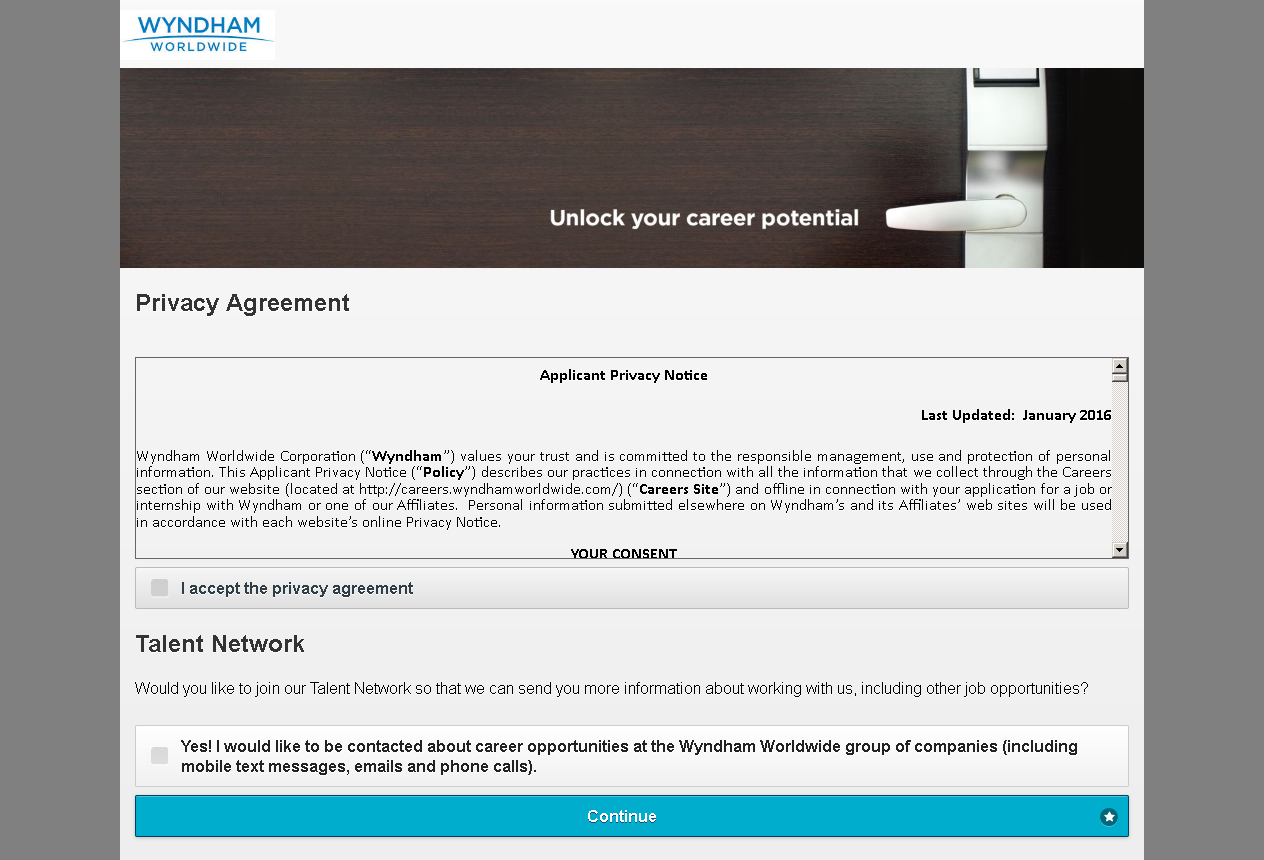 WYNDHAM
WORLDWIDE
Unlock your career potential
Privacy Agreement
Applicant Privacy Notice
Last Updated:  January 2016
Wyndham Worldwide Corporation (“Wyndham”) values your trust and is committed to the responsible management, use and protection of personal
information. This Applicant Privacy Notice (“Policy”) describes our practices in connection with all the information that we collect through the Careers
section of our website (located at http://careers.wyndhamworldwide.com/) (“Careers Site”) and offline in connection with your application for a job or
internship with Wyndham or one of our Affiliates.  Personal information submitted elsewhere on Wyndham’s and its Affiliates’ web sites will be used
in accordance with each website’s online Privacy Notice.
YOUR CONSENT
I accept the privacy agreement
Talent Network
Would you like to join our Talent Network so that we can send you more information about working with us, including other job opportunities?
Yes! I would like to be contacted about career opportunities at the Wyndham Worldwide group of companies (including
mobile text messages, emails and phone calls).
Continue